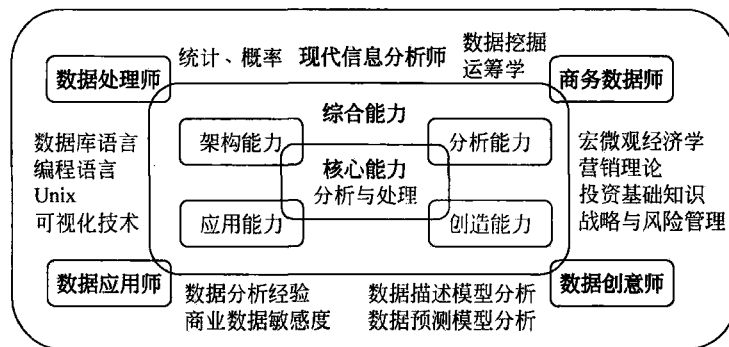 统计、概率 现代信息分析师 数据挖掘
运筹学
数据处理师 商务数据师
综合能力
架构能力 分析能力
数据库语言
编程语言
Unix
可视化技术
核心能力
分析与处理
宏微观经济学
营销理论
投资基础知识
战略与风险管理
应用能力 创造能力
数据应用师 数据创意师
数据分析经验
商业数据敏感度
数据描述模型分析
数据预测模型分析